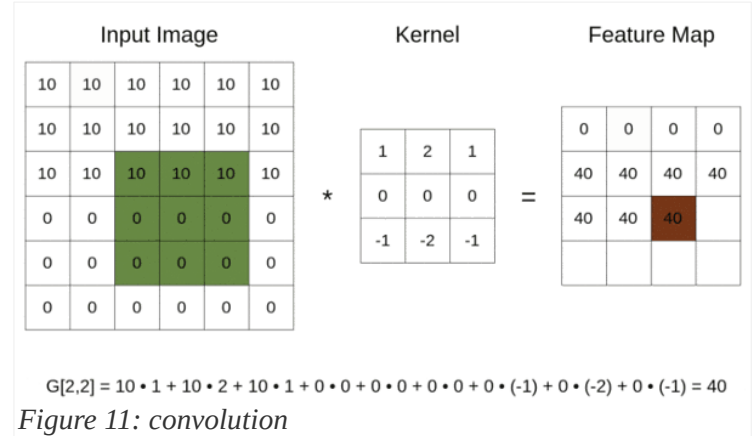 Input Image Kernel Feature Map
10 10 10 10 10 10
10 10 10 10 10 10
10 10 10 10 10 10
0 0 0 0 0 0
0 0 0 0 0 0
0 0 0 0 0 0
*
1 2 1
0 0 0
-1 -2 -1
=
0 0 0 0
40 40 40 40
40 40 40
G[2,2] = 10 • 1 + 10 • 2 + 10 • 1 + 0 • 0 + 0 • 0 + 0 • 0 + 0 • (-1) + 0 • (-2) + 0 • (-1) = 40
Figure 11: convolution